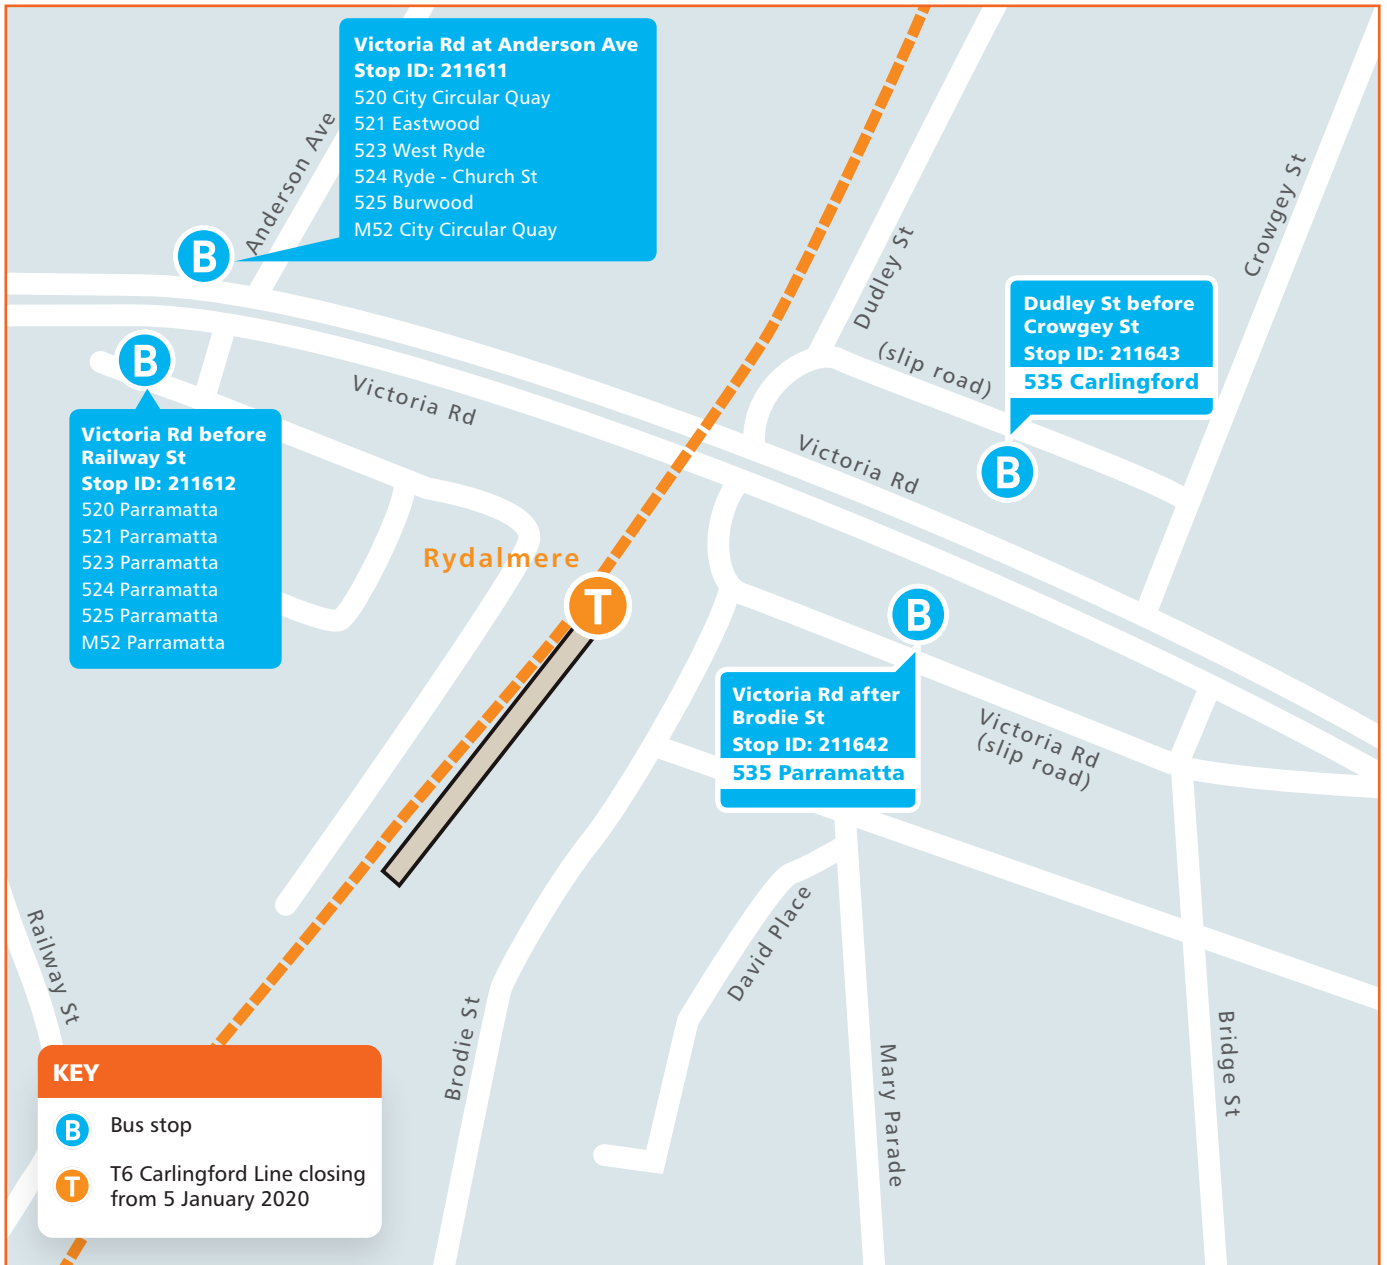 Victoria Rd at Anderson Ave
Stop ID: 211611
520 City Circular Quay
521 Eastwood
523 West Ryde
524 Ryde - Church St
525 Burwood
M52 City Circular Quay
Anderson Ave
B
Dudley St
Crowgey St
(slip road)
Dudley St before
Crowgey St
Stop ID: 211643
535 Carlingford
B
B
Victoria Rd before
Railway St
Stop ID: 211612
520 Parramatta
521 Parramatta
523 Parramatta
524 Parramatta
525 Parramatta
M52 Parramatta
Victoria Rd
Victoria Rd
Rydalmere
T
B
Victoria Rd after
Brodie St
Stop ID: 211642
535 Parramatta
Victoria Rd
(slip road)
Railway St
David Place
Brodie St
Mary Parade
Bridge St
KEY
B Bus stop
T T6 Carlingford Line closing
from 5 January 2020